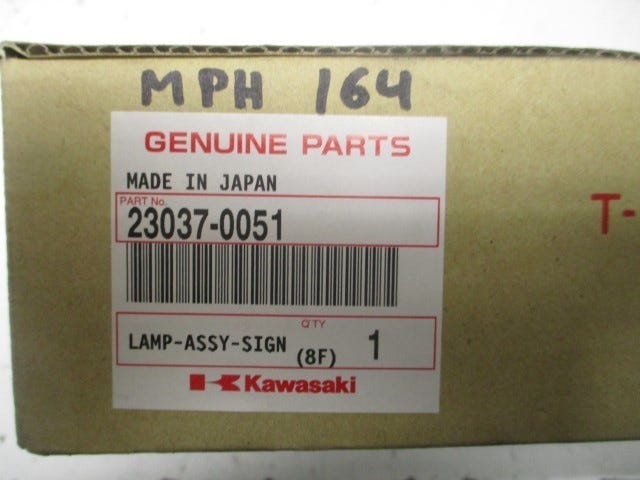 MPH 164
GENUINE PARTS
MADE IN JAPAN
PART No.
23037-0051
T-
Q'TY
LAMP-ASSY-SIGN (8F) 1
Kawasaki